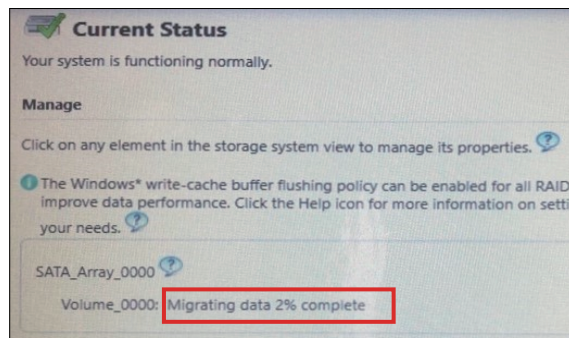 Current Status
Your system is functioning normally.
Manage
Click on any element in the storage system view to manage its properties.
The Windows* write-cache buffer flushing policy can be enabled for all RAID
improve data performance. Click the Help icon for more information on setti
your needs.
SATA_Array_0000
Volume_0000: Migrating data 2% complete